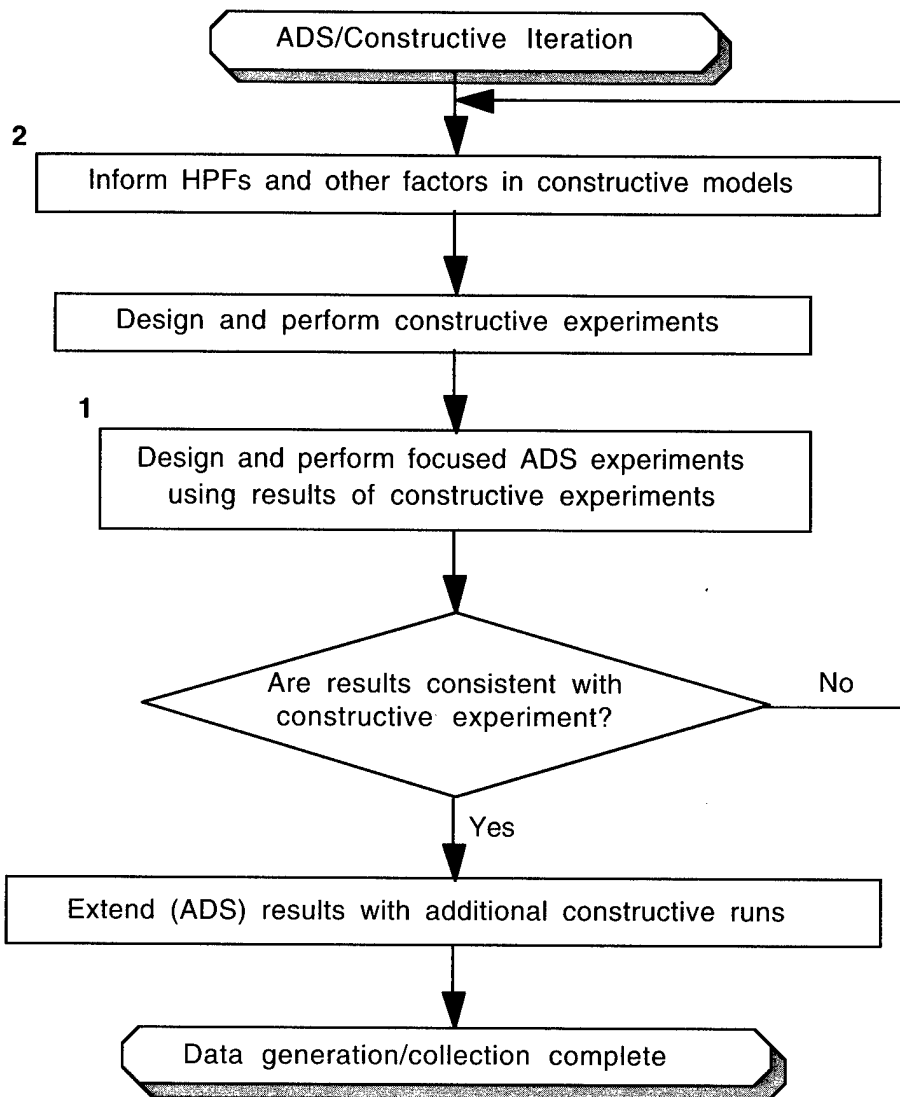 ADS/Constructive Iteration
2
Inform HPFs and other factors in constructive models
Design and perform constructive experiments
1
Design and perform focused ADS experiments
using results of constructive experiments
Are results consistent with
constructive experiment?
No
Yes
Extend (ADS) results with additional constructive runs
Data generation/collection complete